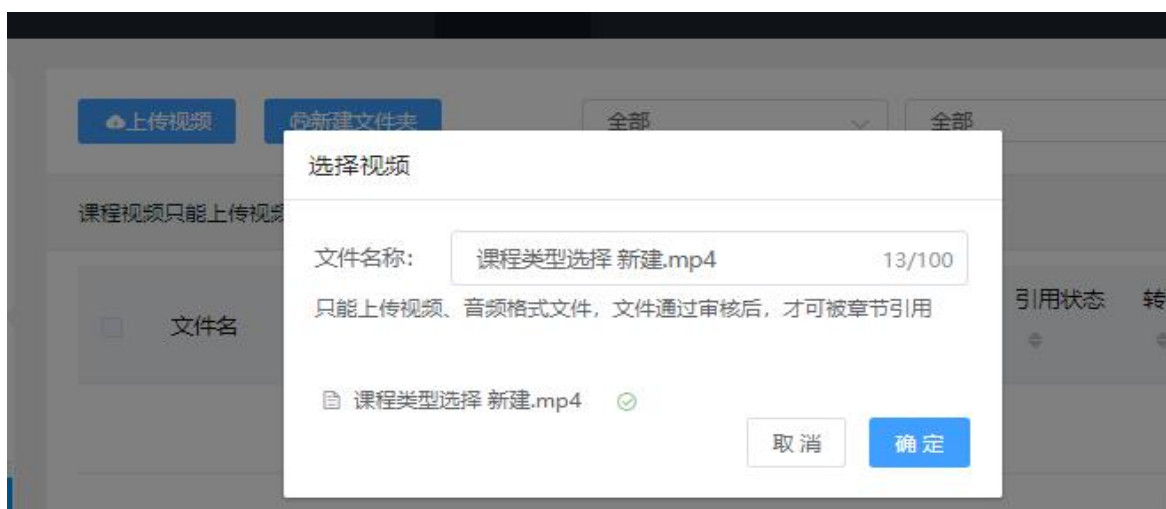 上传视频
新建文件夹
全部
全部
选择视频
课程视频只能上传视频
文件名称:
课程类型选择 新建.mp4
13/100
只能上传视频、音频格式文件，文件通过审核后，才可被章节引用
文件名
引用状态
转
课程类型选择 新建.mp4
取消
确定